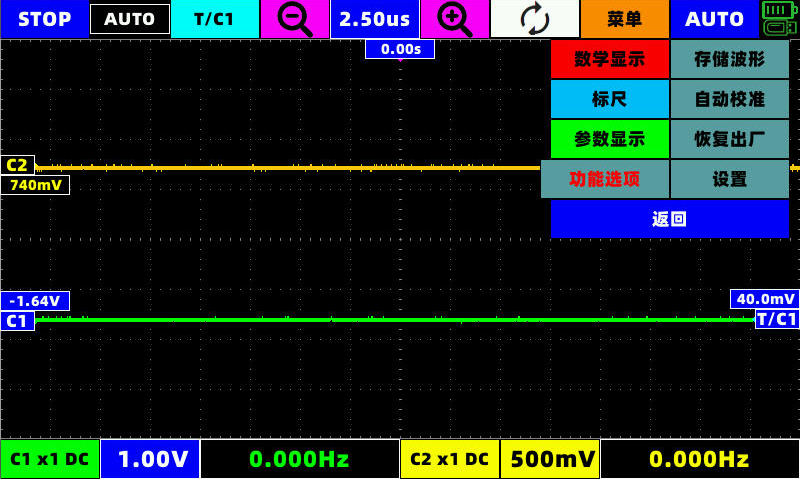 STOP AUTO T/C1 2.50us 菜单 AUTO
0.00s
数学显示 存储波形
标尺 自动校准
参数显示 恢复出厂
功能选项 设置
返回
C2
740mV
-1.64V
C1
40.0mV
T/C1
C1 x1 DC 1.00V 0.000Hz C2 x1 DC 500mV 0.000Hz